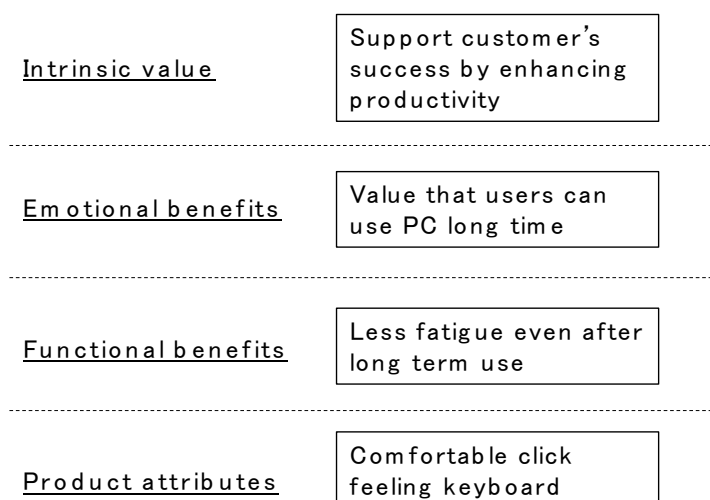 Intrinsic value
Support customer's
success by enhancing
productivity
Emotional benefits
Value that users can
use PC long time
Functional benefits
Less fatigue even after
long term use
Product attributes
Comfortable click
feeling keyboard